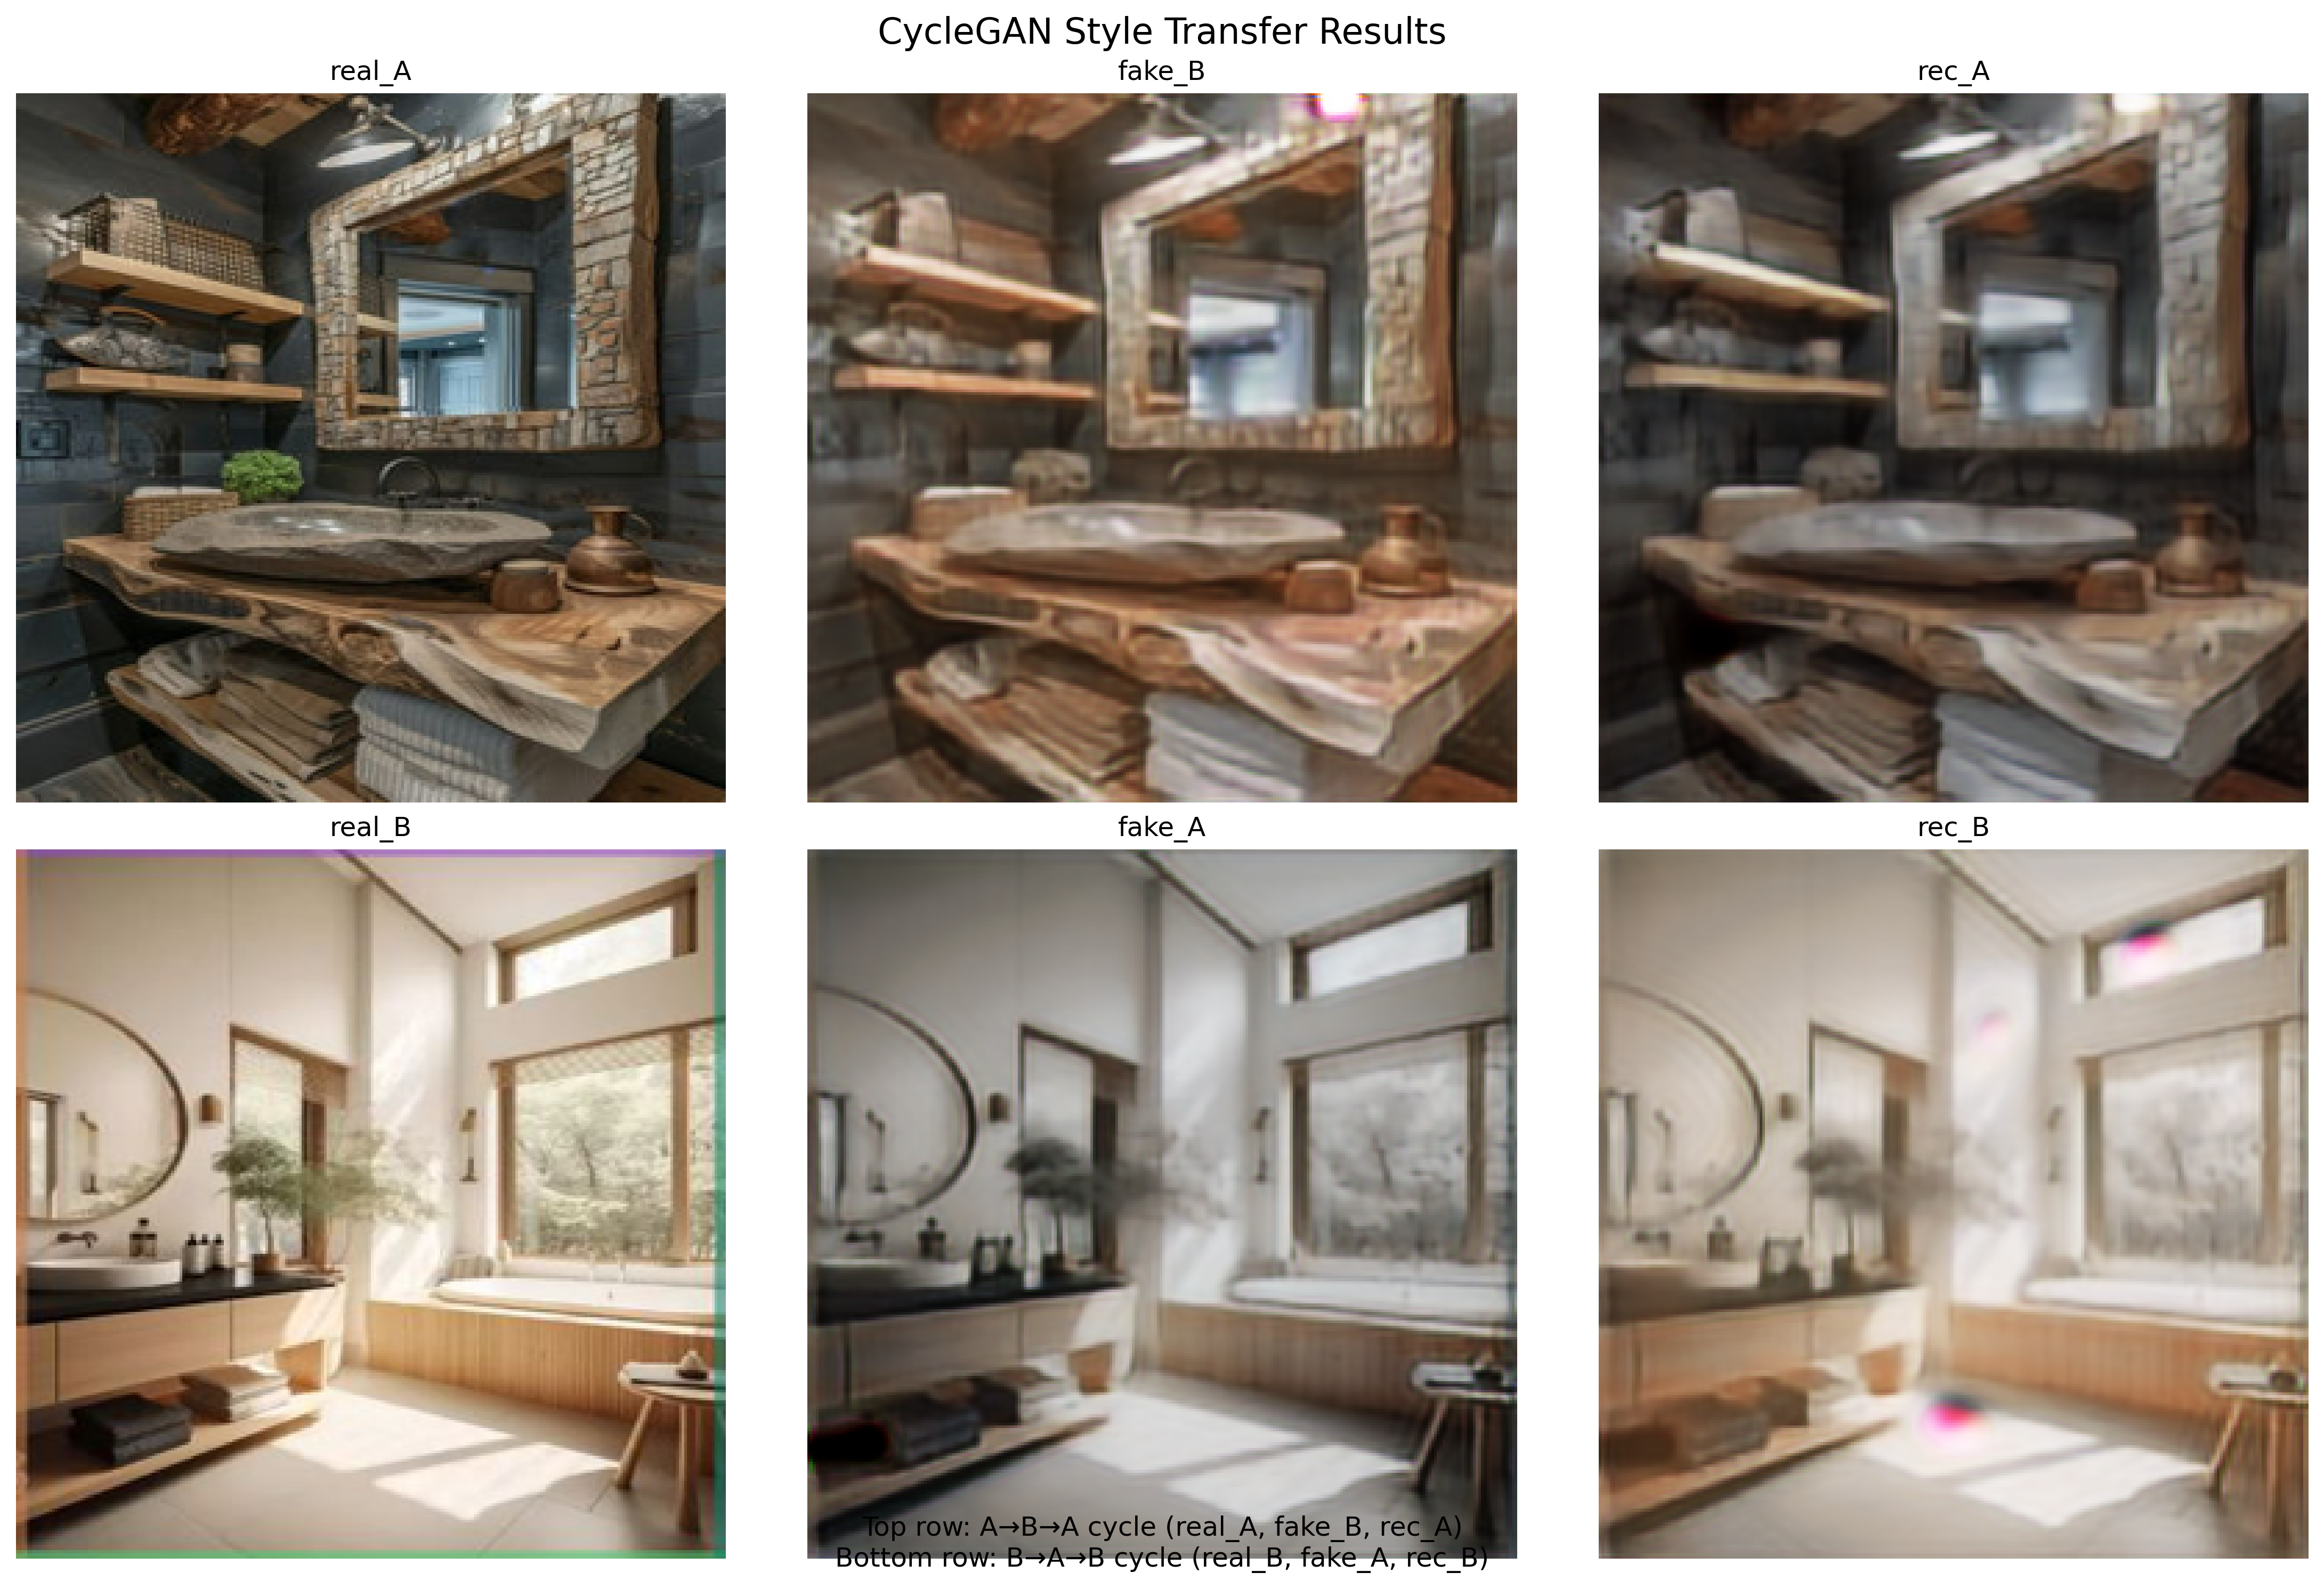 CycleGAN Style Transfer Results
real_A
fake_B
rec_A
real_B
fake_A
rec_B
Top row: A→B→A cycle (real_A, fake_B, rec_A)
Bottom row: B→A→B cycle (real_B, fake_A, rec_B)